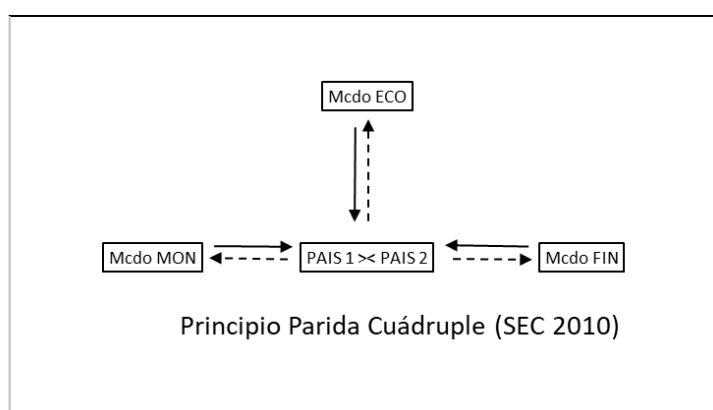 Mcdo ECO
Mcdo MON
PAIS 1 >< PAIS 2
Mcdo FIN
Principio Parida Cuádruple (SEC 2010)